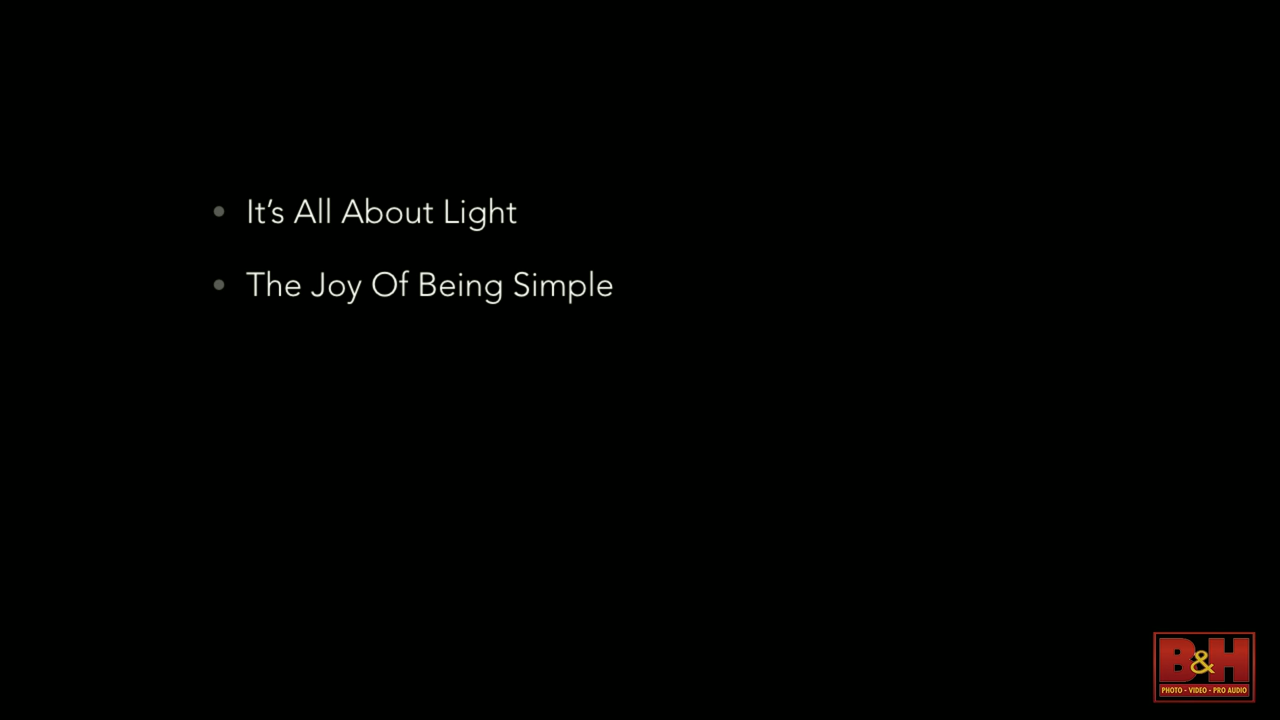 • It’s All About Light
• The Joy Of Being Simple
B&H
PHOTO - VIDEO - PRO AUDIO